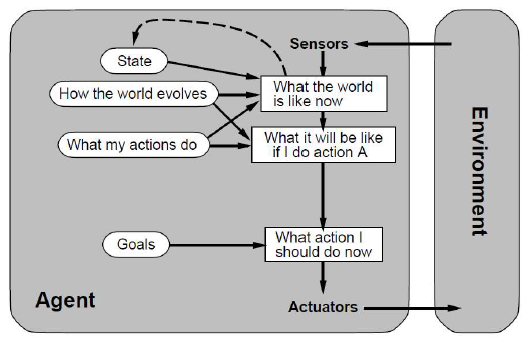 Sensors
State
How the world evolves
What the world
is like now
What my actions do
What it will be like
if I do action A
Goals
What action I
should do now
Agent
Actuators
Environment